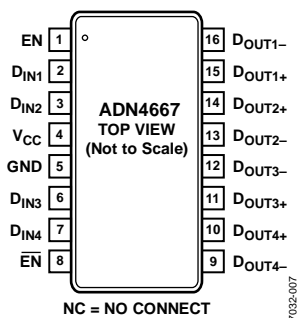 EN 1
DIN1 2
DIN2 3
VCC 4
GND 5
DIN3 6
DIN4 7
E̅N̅ 8
ADN4667
TOP VIEW
(Not to Scale)
16 DOUT1–
15 DOUT1+
14 DOUT2+
13 DOUT2–
12 DOUT3–
11 DOUT3+
10 DOUT4+
9 DOUT4–
NC = NO CONNECT
7032-007